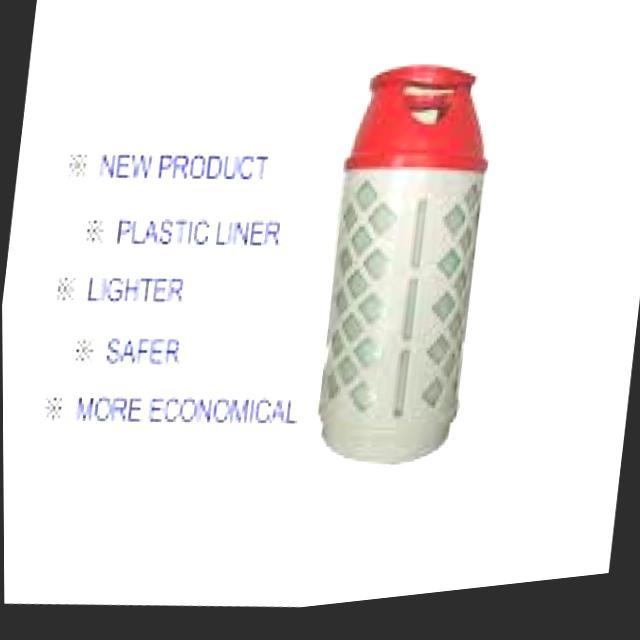 ※ NEW PRODUCT
※ PLASTIC LINER
※ LIGHTER
※ SAFER
※ MORE ECONOMICAL